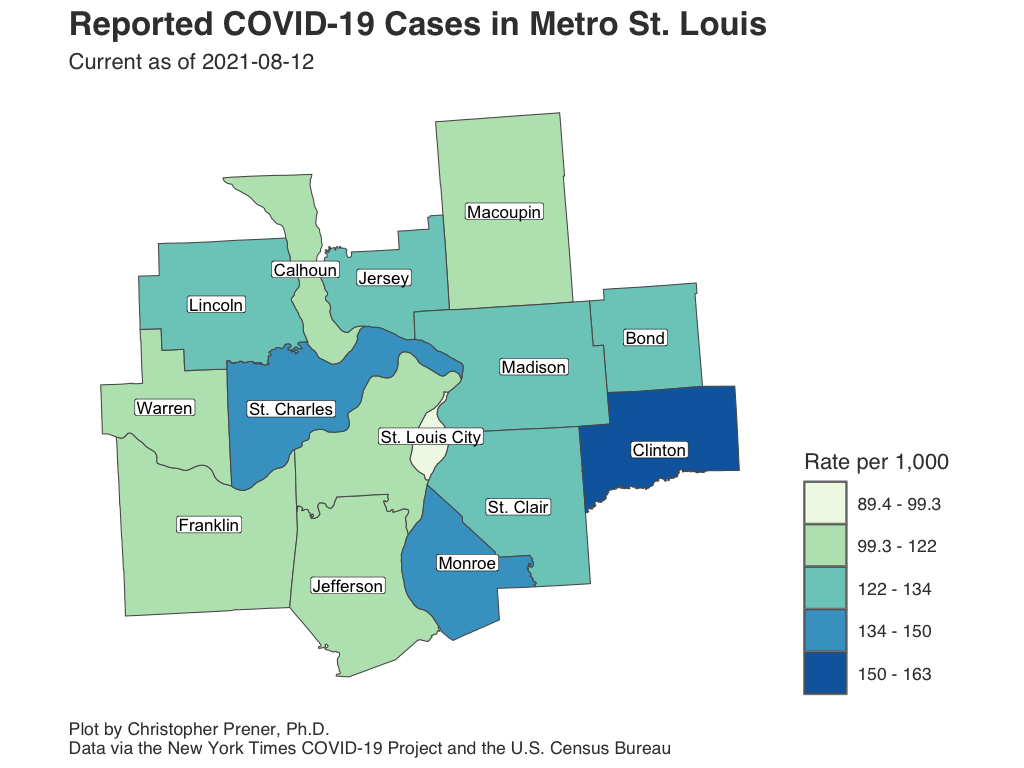 Reported COVID-19 Cases in Metro St. Louis
Current as of 2021-08-12
Macoupin
Calhoun
Jersey
Lincoln
Bond
Madison
Warren
St. Charles
St. Louis City
Clinton
St. Clair
Franklin
Monroe
Jefferson
Rate per 1,000
89.4 - 99.3
99.3 - 122
122 - 134
134 - 150
150 - 163
Plot by Christopher Prener, Ph.D.
Data via the New York Times COVID-19 Project and the U.S. Census Bureau